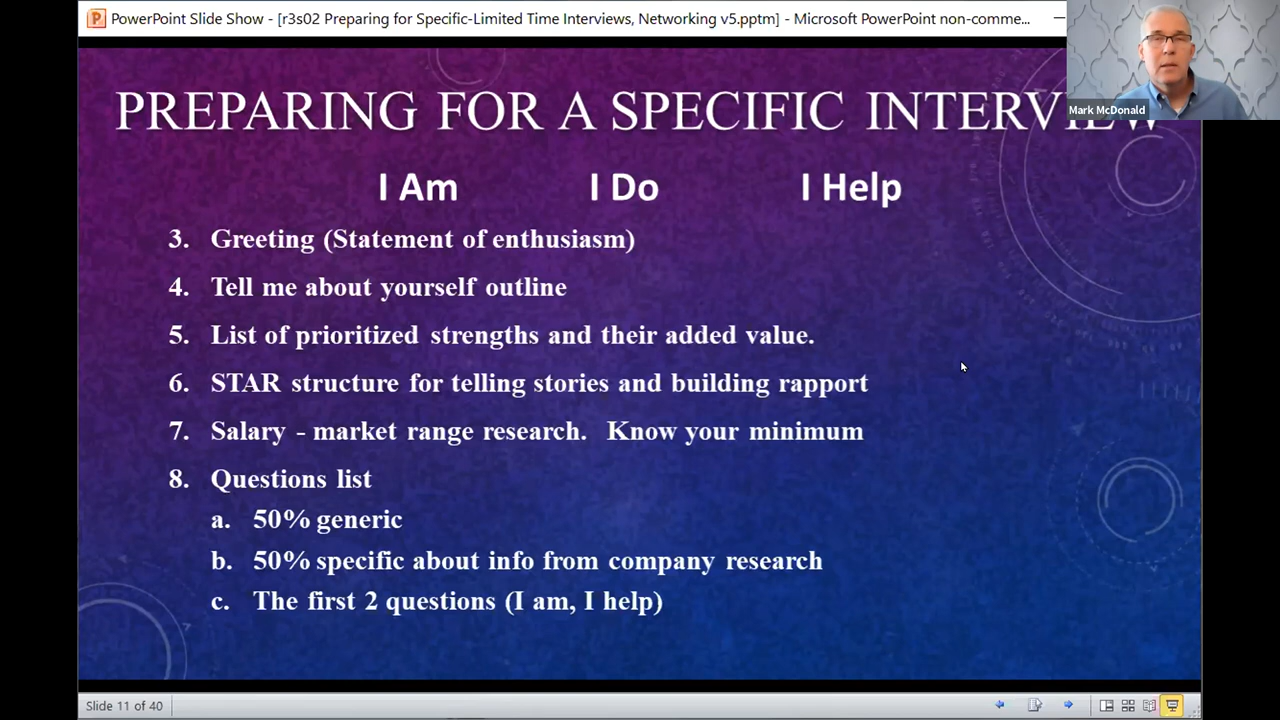 PowerPoint Slide Show - [r3s02 Preparing for Specific-Limited Time Interviews, Networking v5.pptm] - Microsoft PowerPoint non-comme...
Mark McDonald
PREPARING FOR A SPECIFIC INTERVIEW
I Am I Do I Help
3. Greeting (Statement of enthusiasm)
4. Tell me about yourself outline
5. List of prioritized strengths and their added value.
6. STAR structure for telling stories and building rapport
7. Salary - market range research. Know your minimum
8. Questions list
a. 50% generic
b. 50% specific about info from company research
c. The first 2 questions (I am, I help)
Slide 11 of 40